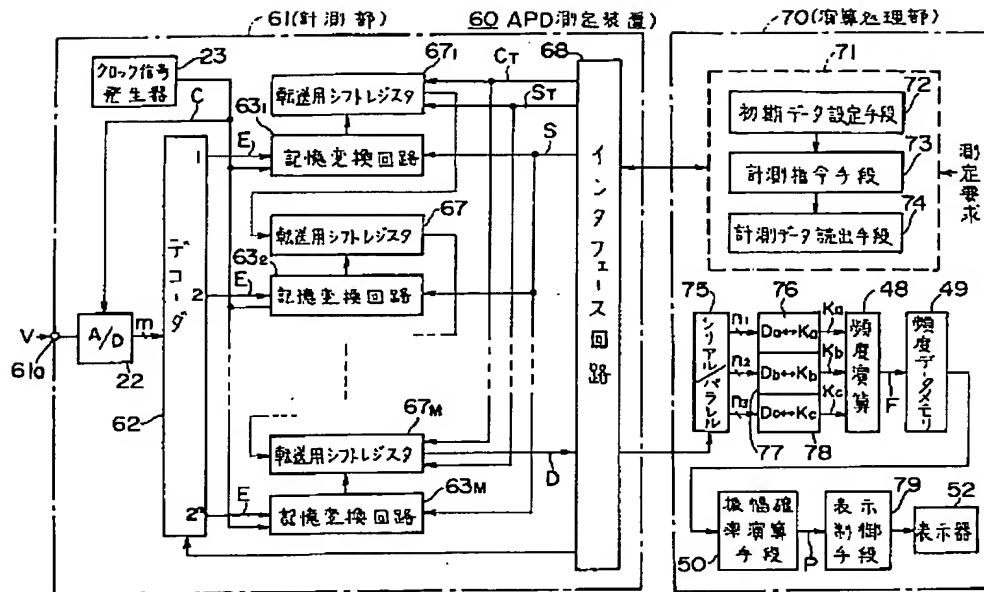 61(計測部)
60 APD測定装置
70(演算処理部)
23
クロック信号
発生器
C
67₁
転送用シフトレジスタ
63₁
記憶変換回路
E
1
67
転送用シフトレジスタ
63₂
記憶変換回路
E
2
デコーダ
62
V
61a
A/D
22
m
67M
転送用シフトレジスタ
63M
記憶変換回路
E
2ᵐ
CT
ST
S
D
68
インタフェース回路
71
72
初期データ設定手段
73
計測指令手段
74
計測データ読出手段
測定要求
75
シリアル/パラレル
n₁
n₂
n₃
76
Da↔Ka
Db↔Kb
Dc↔Kc
77
78
Ka
Kb
Kc
48
頻度演算
F
49
頻度データメモリ
振幅確
率演算
手段
50
P
79
表示
制御
手段
52
表示器